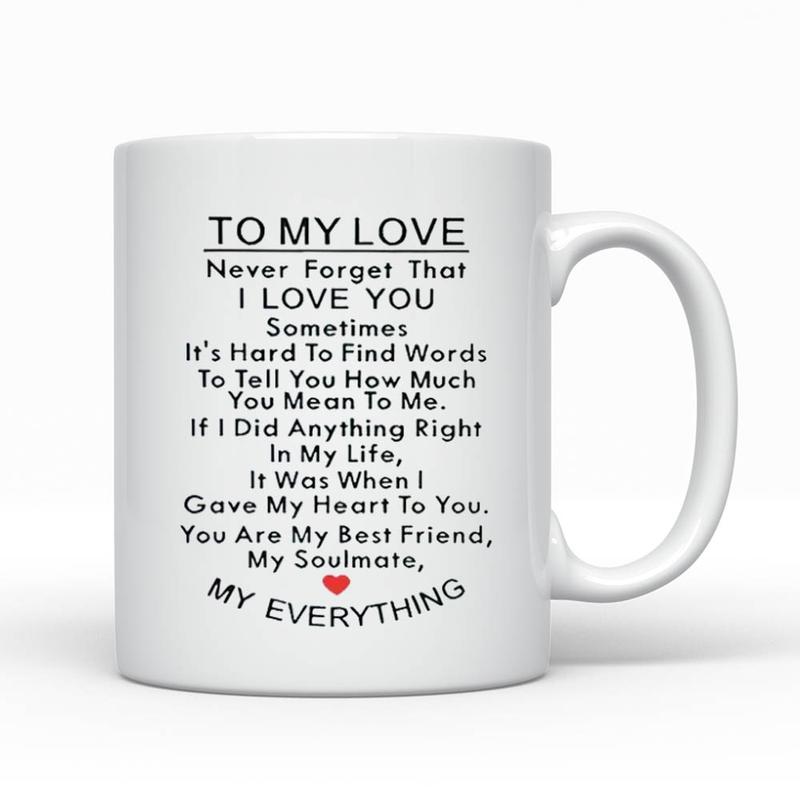 TO MY LOVE
Never Forget That
I LOVE YOU
Sometimes
It's Hard To Find Words
To Tell You How Much
You Mean To Me.
If I Did Anything Right
In My Life,
It Was When I
Gave My Heart To You.
You Are My Best Friend,
My Soulmate,
MY EVERYTHING